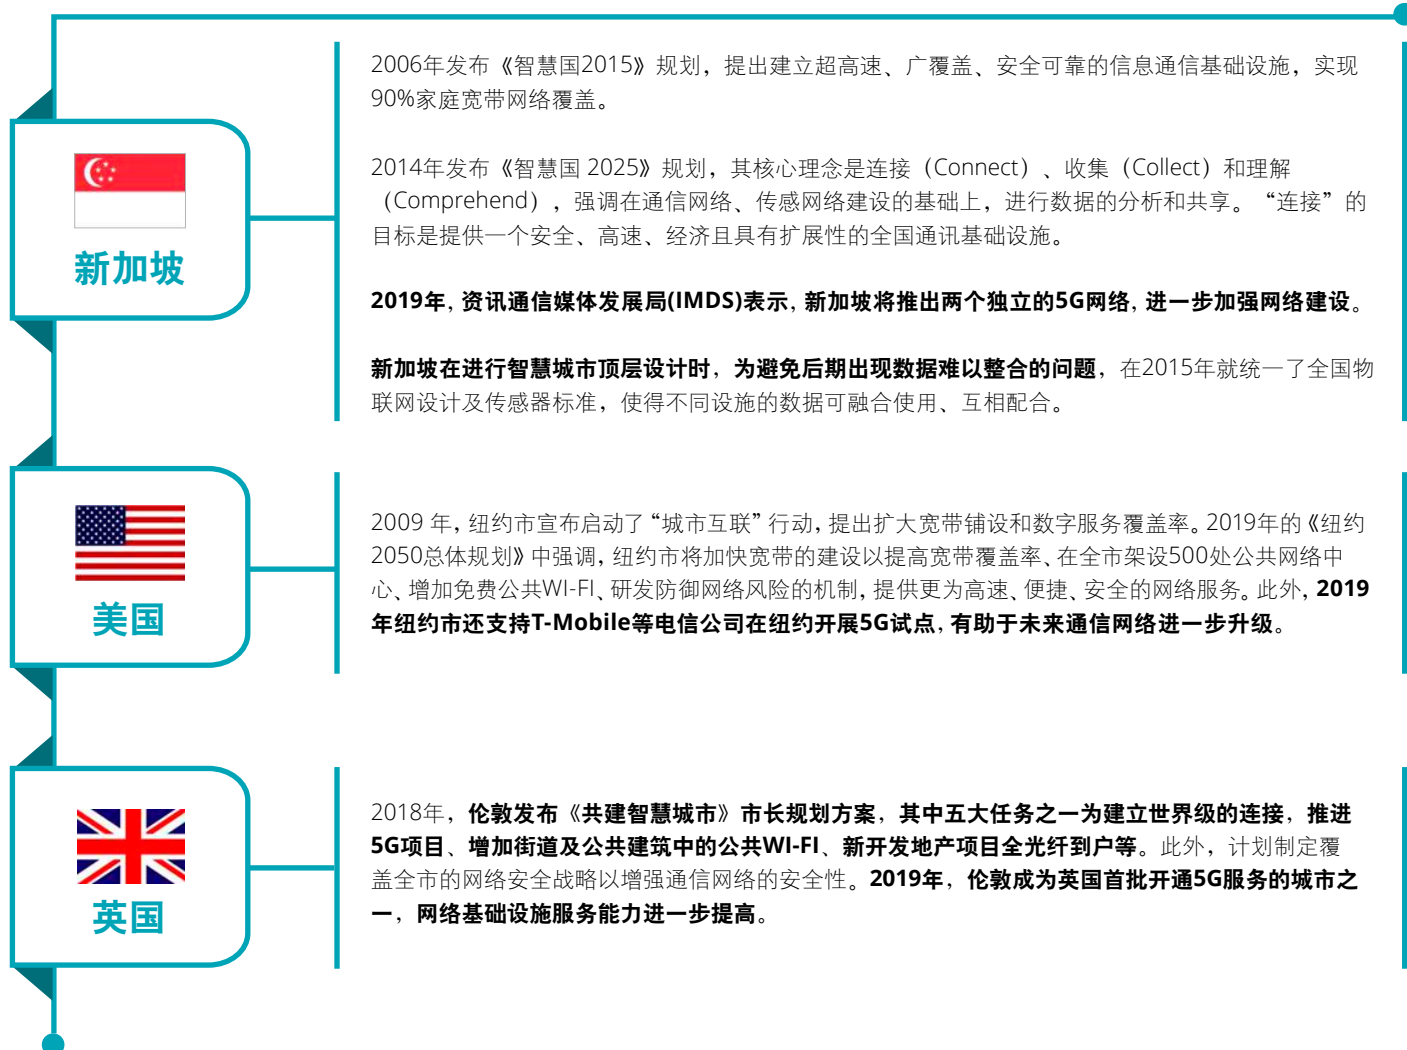 2006年发布《智慧国2015》规划，提出建立超高速、广覆盖、安全可靠的信息通信基础设施，实现
90%家庭宽带网络覆盖。
2014年发布《智慧国 2025》规划，其核心理念是连接（Connect）、收集（Collect）和理解
（Comprehend），强调在通信网络、传感网络建设的基础上，进行数据的分析和共享。“连接”的
目标是提供一个安全、高速、经济且具有扩展性的全国通讯基础设施。
新加坡
2019年, 资讯通信媒体发展局(IMDS)表示, 新加坡将推出两个独立的5G网络, 进一步加强网络建设。
新加坡在进行智慧城市顶层设计时，为避免后期出现数据难以整合的问题，在2015年就统一了全国物
联网设计及传感器标准，使得不同设施的数据可融合使用、互相配合。
2009 年, 纽约市宣布启动了“城市互联”行动, 提出扩大宽带铺设和数字服务覆盖率。2019年的《纽约
2050总体规划》中强调, 纽约市将加快宽带的建设以提高宽带覆盖率、在全市架设500处公共网络中
心、增加免费公共WI-FI、研发防御网络风险的机制, 提供更为高速、便捷、安全的网络服务。此外, 2019
年纽约市还支持T-Mobile等电信公司在纽约开展5G试点, 有助于未来通信网络进一步升级。
美国
2018年，伦敦发布《共建智慧城市》市长规划方案，其中五大任务之一为建立世界级的连接，推进
5G项目、增加街道及公共建筑中的公共WI-FI、新开发地产项目全光纤到户等。此外，计划制定覆
盖全市的网络安全战略以增强通信网络的安全性。2019年，伦敦成为英国首批开通5G服务的城市之
一，网络基础设施服务能力进一步提高。
英国